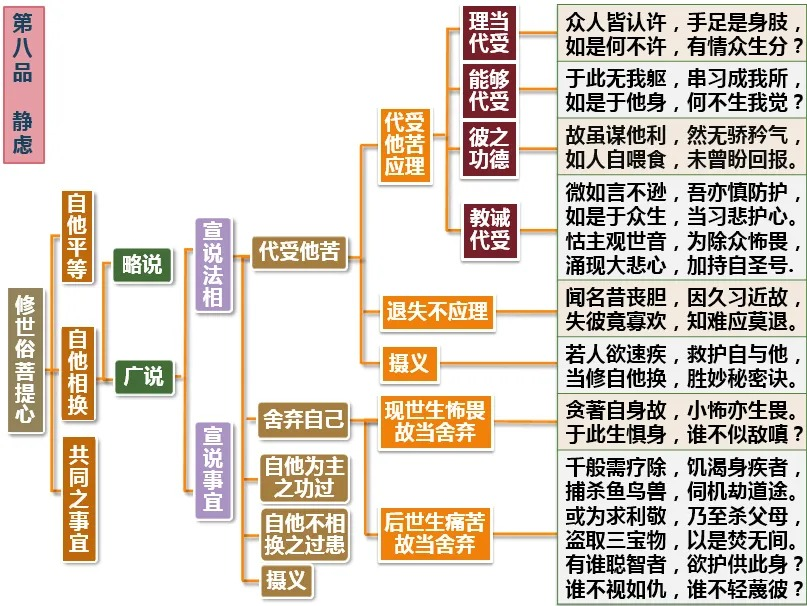 第八品 静虑
修世俗菩提心
自他平等
自他相换
共同之事宜
略说
广说
宣说法相
宣说事宜
代受他苦
舍弃自己
自他为主
之功过
自他不相
换之过患
摄义
代受
他苦
应理
退失不应理
摄义
现世生怖畏
故当舍弃
后世生痛苦
故当舍弃
理当
代受
能够
代受
彼之
功德
教诫
代受
众人皆认许，手足是身肢，
如是何不许，有情众生分？
于此无我躯，串习成我所，
如是于他身，何不生我觉？
故虽谋他利，然无骄矜气，
如人自喂食，未曾盼回报。
微如言不逊，吾亦慎防护，
如是于众生，当习悲护心。
怙主观世音，为除众怖畏，
涌现大悲心，加持自圣号.
闻名昔丧胆，因久习近故，
失彼竟寡欢，知难应莫退。
若人欲速疾，救护自与他，
当修自他换，胜妙秘密诀。
贪著自身故，小怖亦生畏。
于此生惧身，谁不似敌嗔？
千般需疗除，饥渴身疾者，
捕杀鱼鸟兽，伺机劫道途。
或为求利敬，乃至杀父母，
盗取三宝物，以是焚无间。
有谁聪智者，欲护供此身？
谁不视如仇，谁不轻蔑彼？